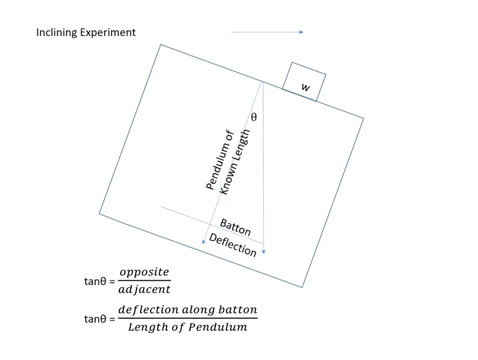 Inclining Experiment
w
θ
Pendulum of
Known Length
Batton
Deflection
tanθ = opposite / adjacent
tanθ = deflection along batton / Length of Pendulum